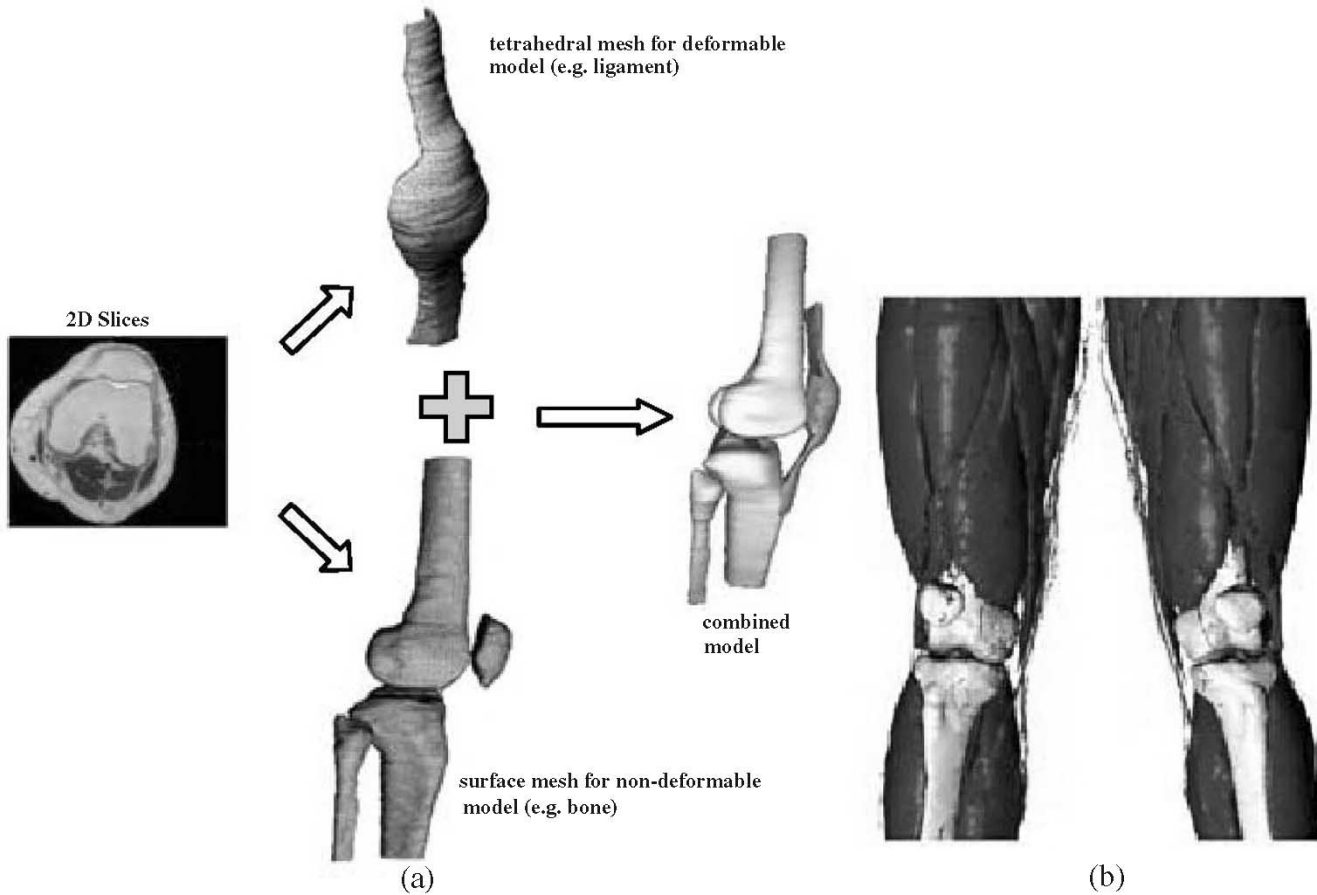 tetrahedral mesh for deformable
model (e.g. ligament)
2D Slices
combined
model
surface mesh for non-deformable
model (e.g. bone)
(a)
(b)